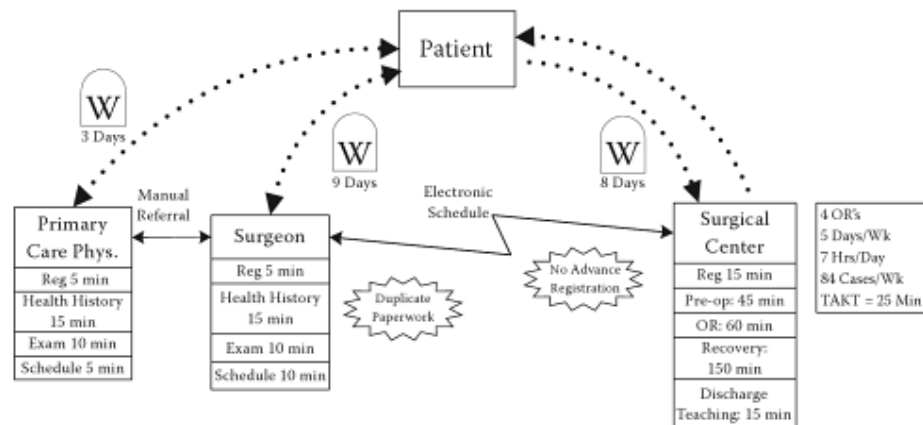 Patient
W
3 Days
W
9 Days
W
8 Days
Manual
Referral
Electronic
Schedule
Primary
Care Phys.
Reg 5 min
Health History
15 min
Exam 10 min
Schedule 5 min
Surgeon
Reg 5 min
Health History
15 min
Exam 10 min
Schedule 10 min
Duplicate
Paperwork
No Advance
Registration
Surgical
Center
Reg 15 min
Pre-op: 45 min
OR: 60 min
Recovery:
150 min
Discharge
Teaching: 15 min
4 OR's
5 Days/Wk
7 Hrs/Day
84 Cases/Wk
TAKT = 25 Min